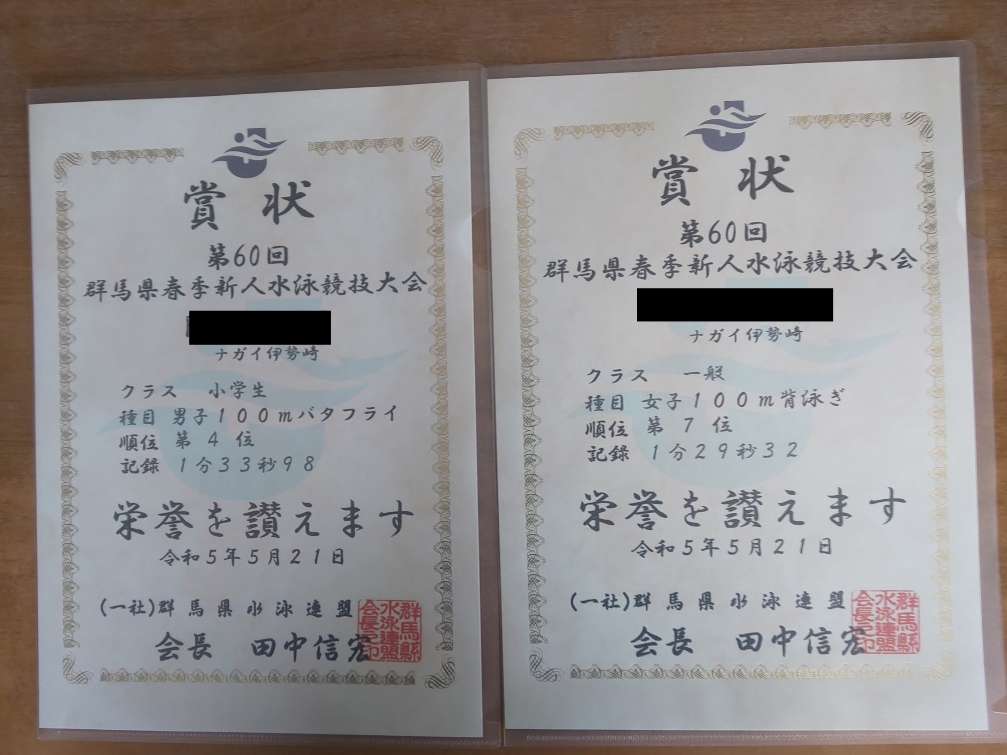 賞状
第60回
群馬県春季新人水泳競技大会
ナガイ伊勢崎
クラス 小学生
種目 男子100mバタフライ
順位 第4位
記録 1分33秒98
栄誉を讃えます
令和5年5月21日
(一社)群馬県水泳連盟
会長 田中信宏
群馬縣水泳連盟会長之印
賞状
第60回
群馬県春季新人水泳競技大会
ナガイ伊勢崎
クラス 一般
種目 女子100m背泳ぎ
順位 第7位
記録 1分29秒32
栄誉を讃えます
令和5年5月21日
(一社)群馬県水泳連盟
会長 田中信宏
群馬縣水泳連盟会長之印